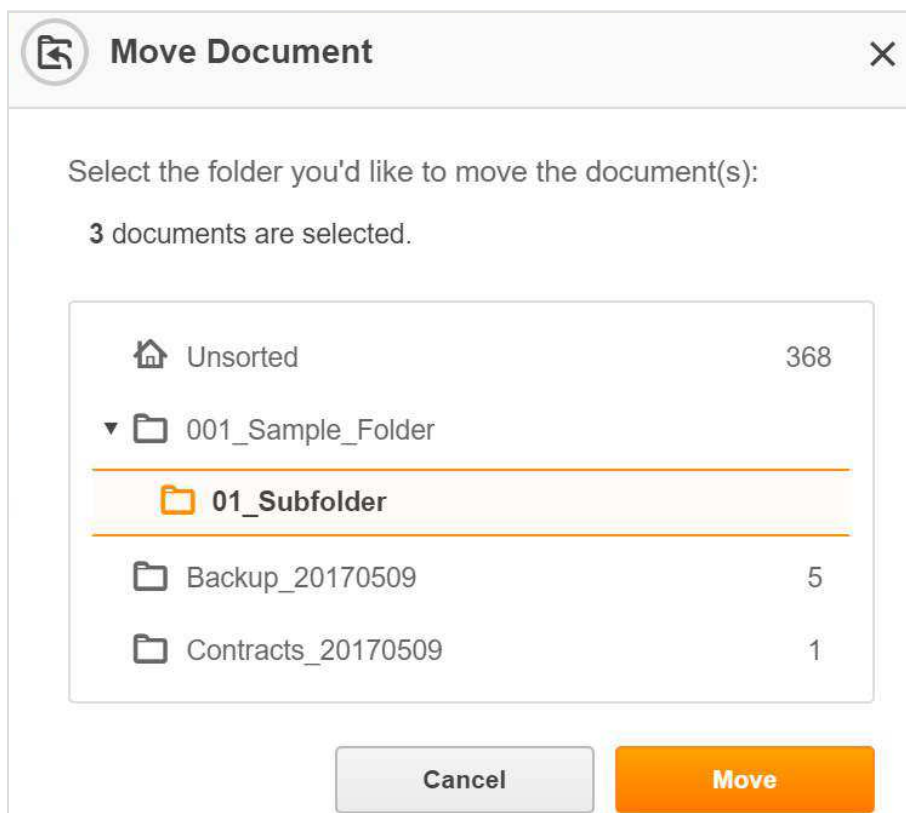 Move Document
Select the folder you'd like to move the document(s):
3 documents are selected.
Unsorted 368
001_Sample_Folder
01_Subfolder
Backup_20170509 5
Contracts_20170509 1
Cancel Move